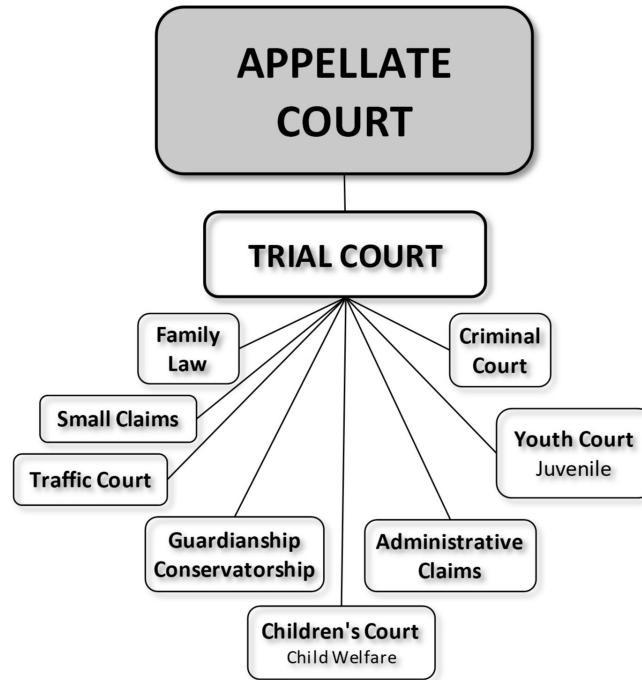 APPELLATE
COURT
TRIAL COURT
Family
Law
Criminal
Court
Small Claims
Youth Court
Juvenile
Traffic Court
Guardianship
Conservatorship
Administrative
Claims
Children's Court
Child Welfare